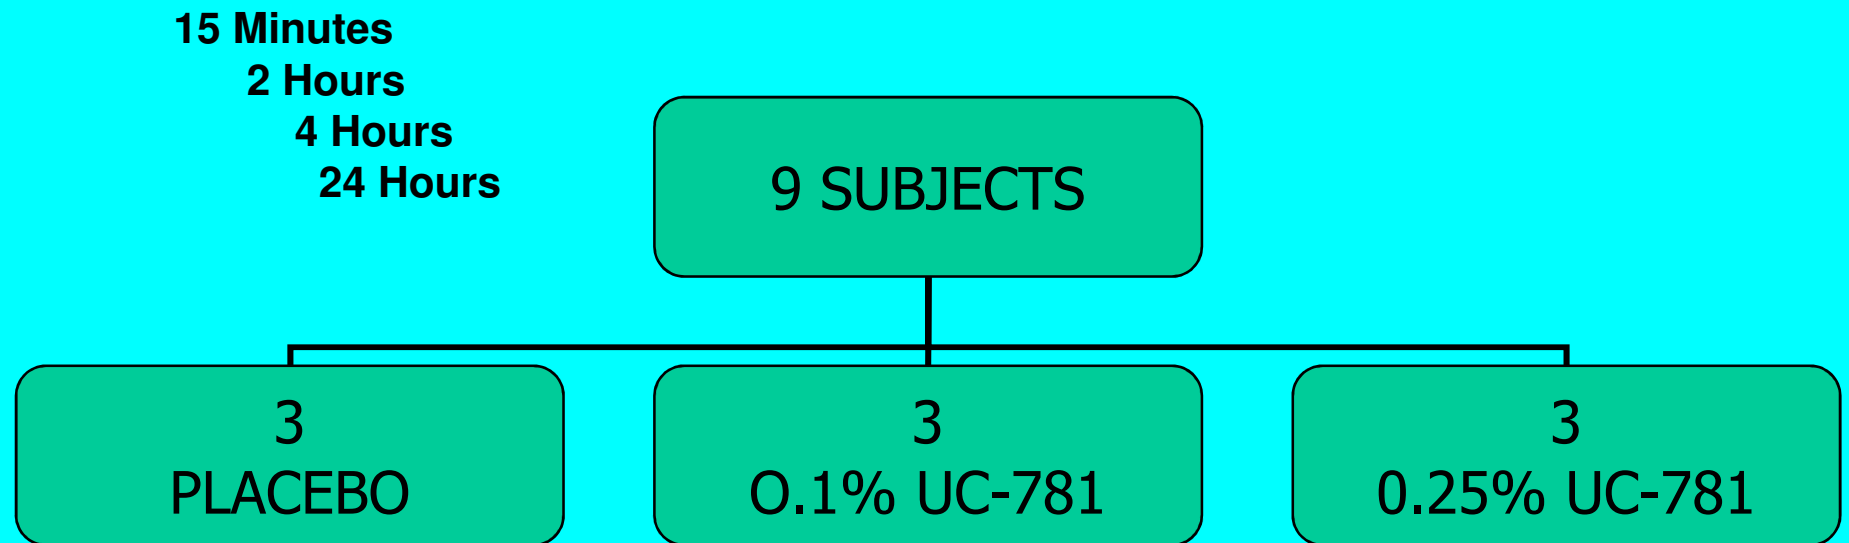 15 Minutes
2 Hours
4 Hours
24 Hours
9 SUBJECTS
3
PLACEBO
3
O.1% UC-781
3
0.25% UC-781